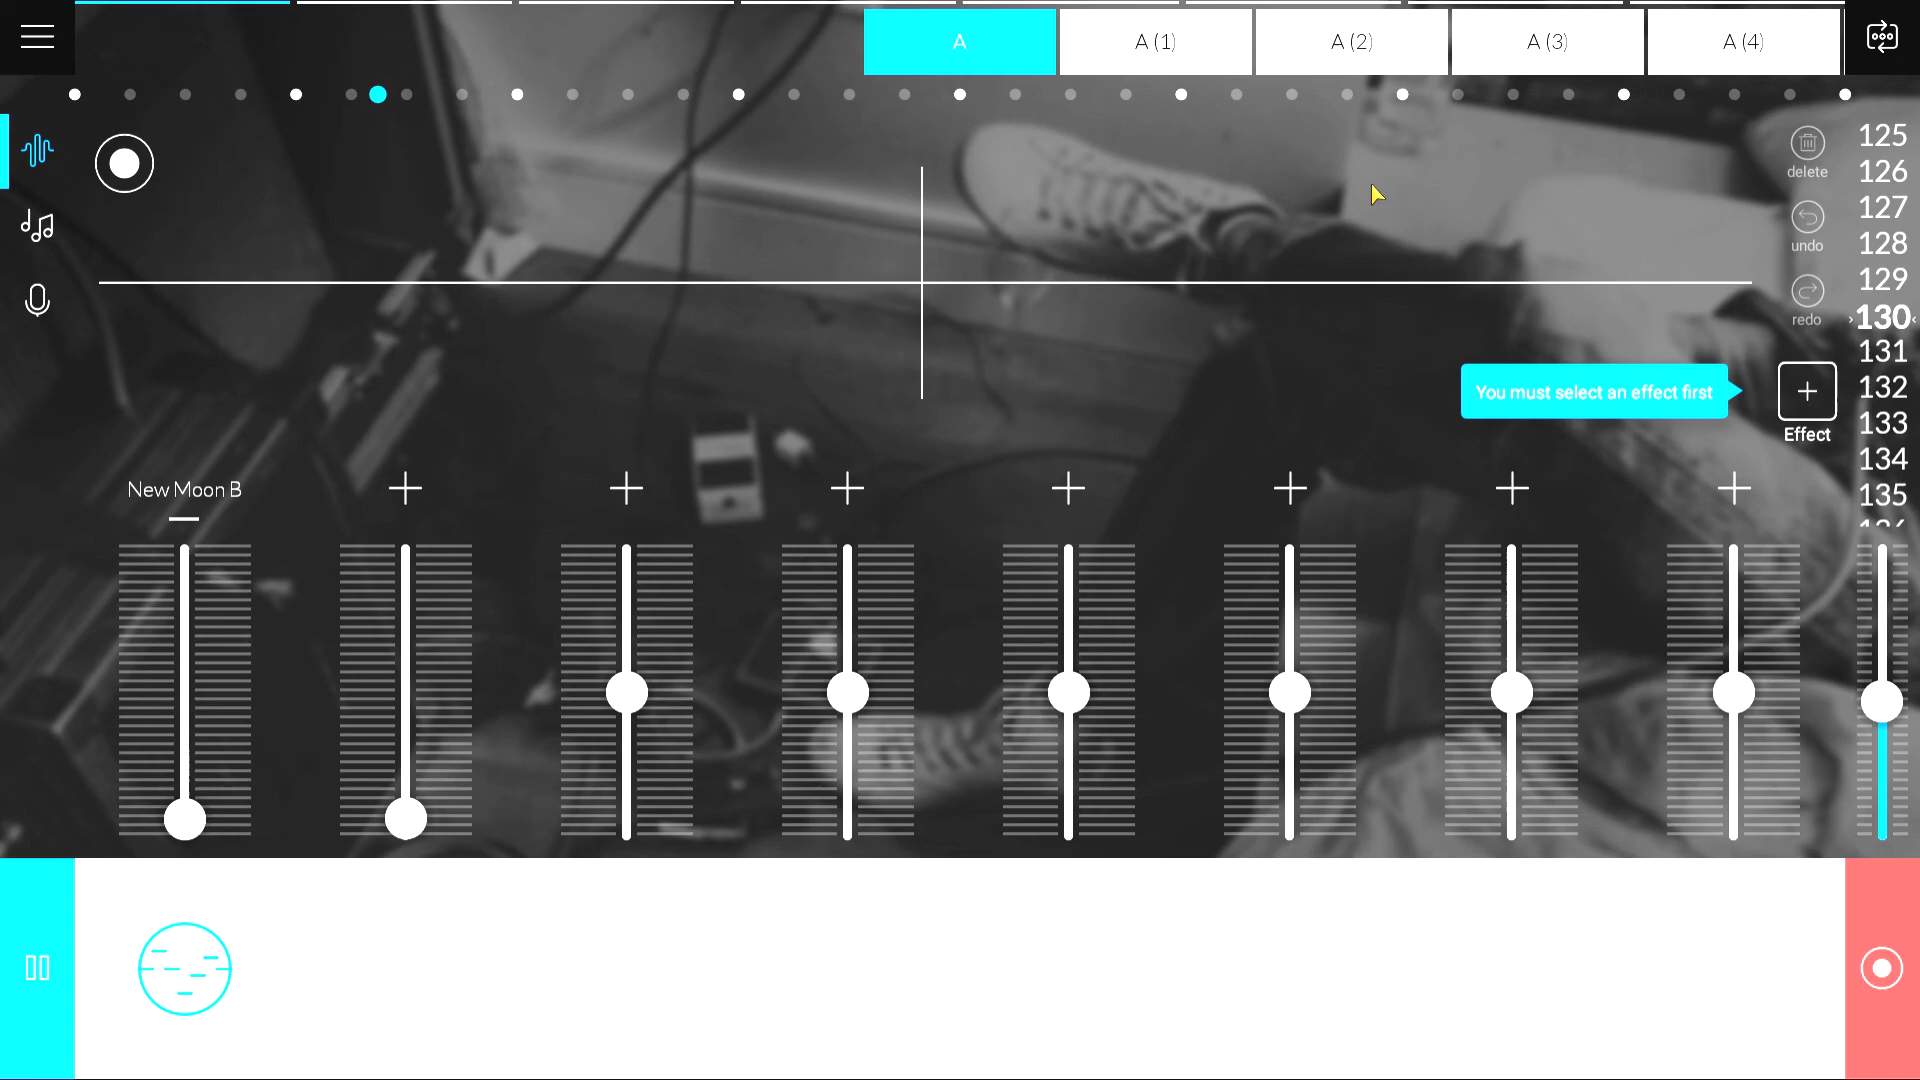 A
A (1)
A (2)
A (3)
A (4)
delete
undo
redo
125
126
127
128
129
›130‹
131
132
133
134
135
You must select an effect first
Effect
New Moon B